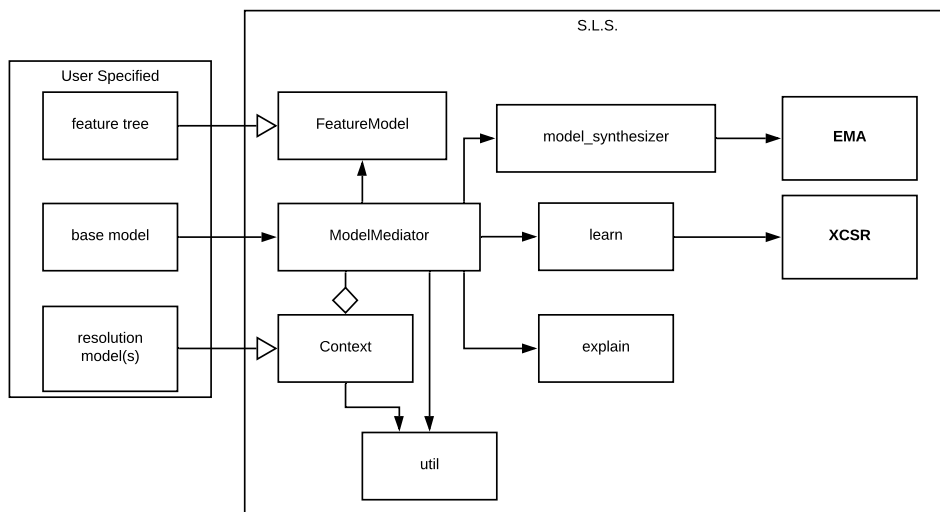 S.L.S.
User Specified
feature tree
FeatureModel
model_synthesizer
EMA
base model
ModelMediator
learn
XCSR
resolution
model(s)
Context
explain
util